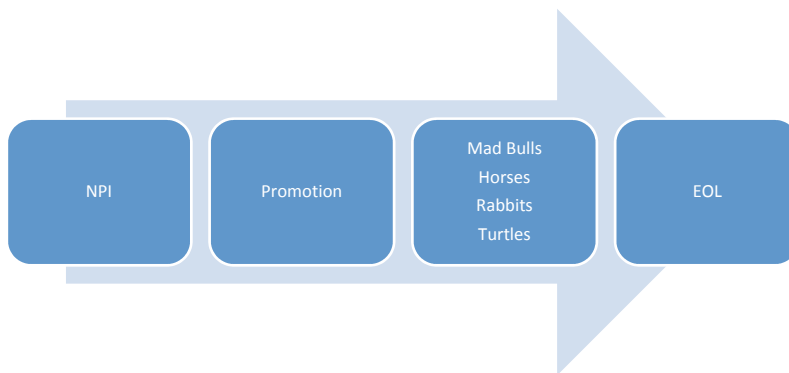 NPI
Promotion
Mad Bulls
Horses
Rabbits
Turtles
EOL